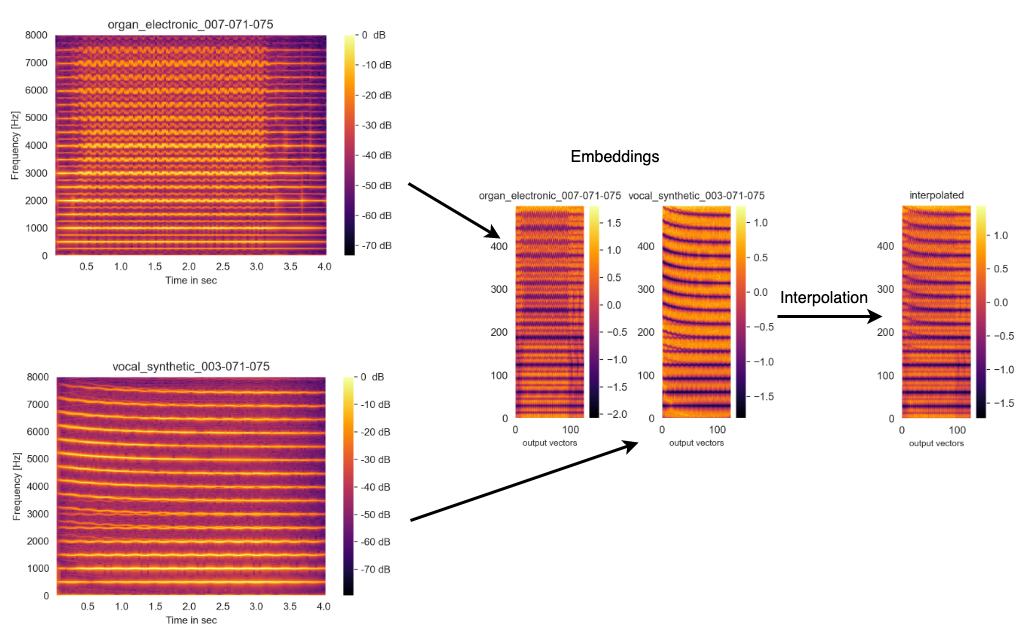 organ_electronic_007-071-075
8000
7000
6000
5000
4000
3000
2000
1000
0
Frequency [Hz]
0.5 1.0 1.5 2.0 2.5 3.0 3.5 4.0
Time in sec
0 dB
-10 dB
-20 dB
-30 dB
-40 dB
-50 dB
-60 dB
-70 dB
vocal_synthetic_003-071-075
8000
7000
6000
5000
4000
3000
2000
1000
0
Frequency [Hz]
0.5 1.0 1.5 2.0 2.5 3.0 3.5 4.0
Time in sec
0 dB
-10 dB
-20 dB
-30 dB
-40 dB
-50 dB
-60 dB
-70 dB
Embeddings
organ_electronic_007-071-075
400
300
200
100
0
0 100
output vectors
1.5
1.0
0.5
0.0
−0.5
−1.0
−1.5
−2.0
vocal_synthetic_003-071-075
400
300
200
100
0
0 100
output vectors
1.0
0.5
0.0
−0.5
−1.0
−1.5
Interpolation
interpolated
400
300
200
100
0
0 100
output vectors
1.0
0.5
0.0
−0.5
−1.0
−1.5